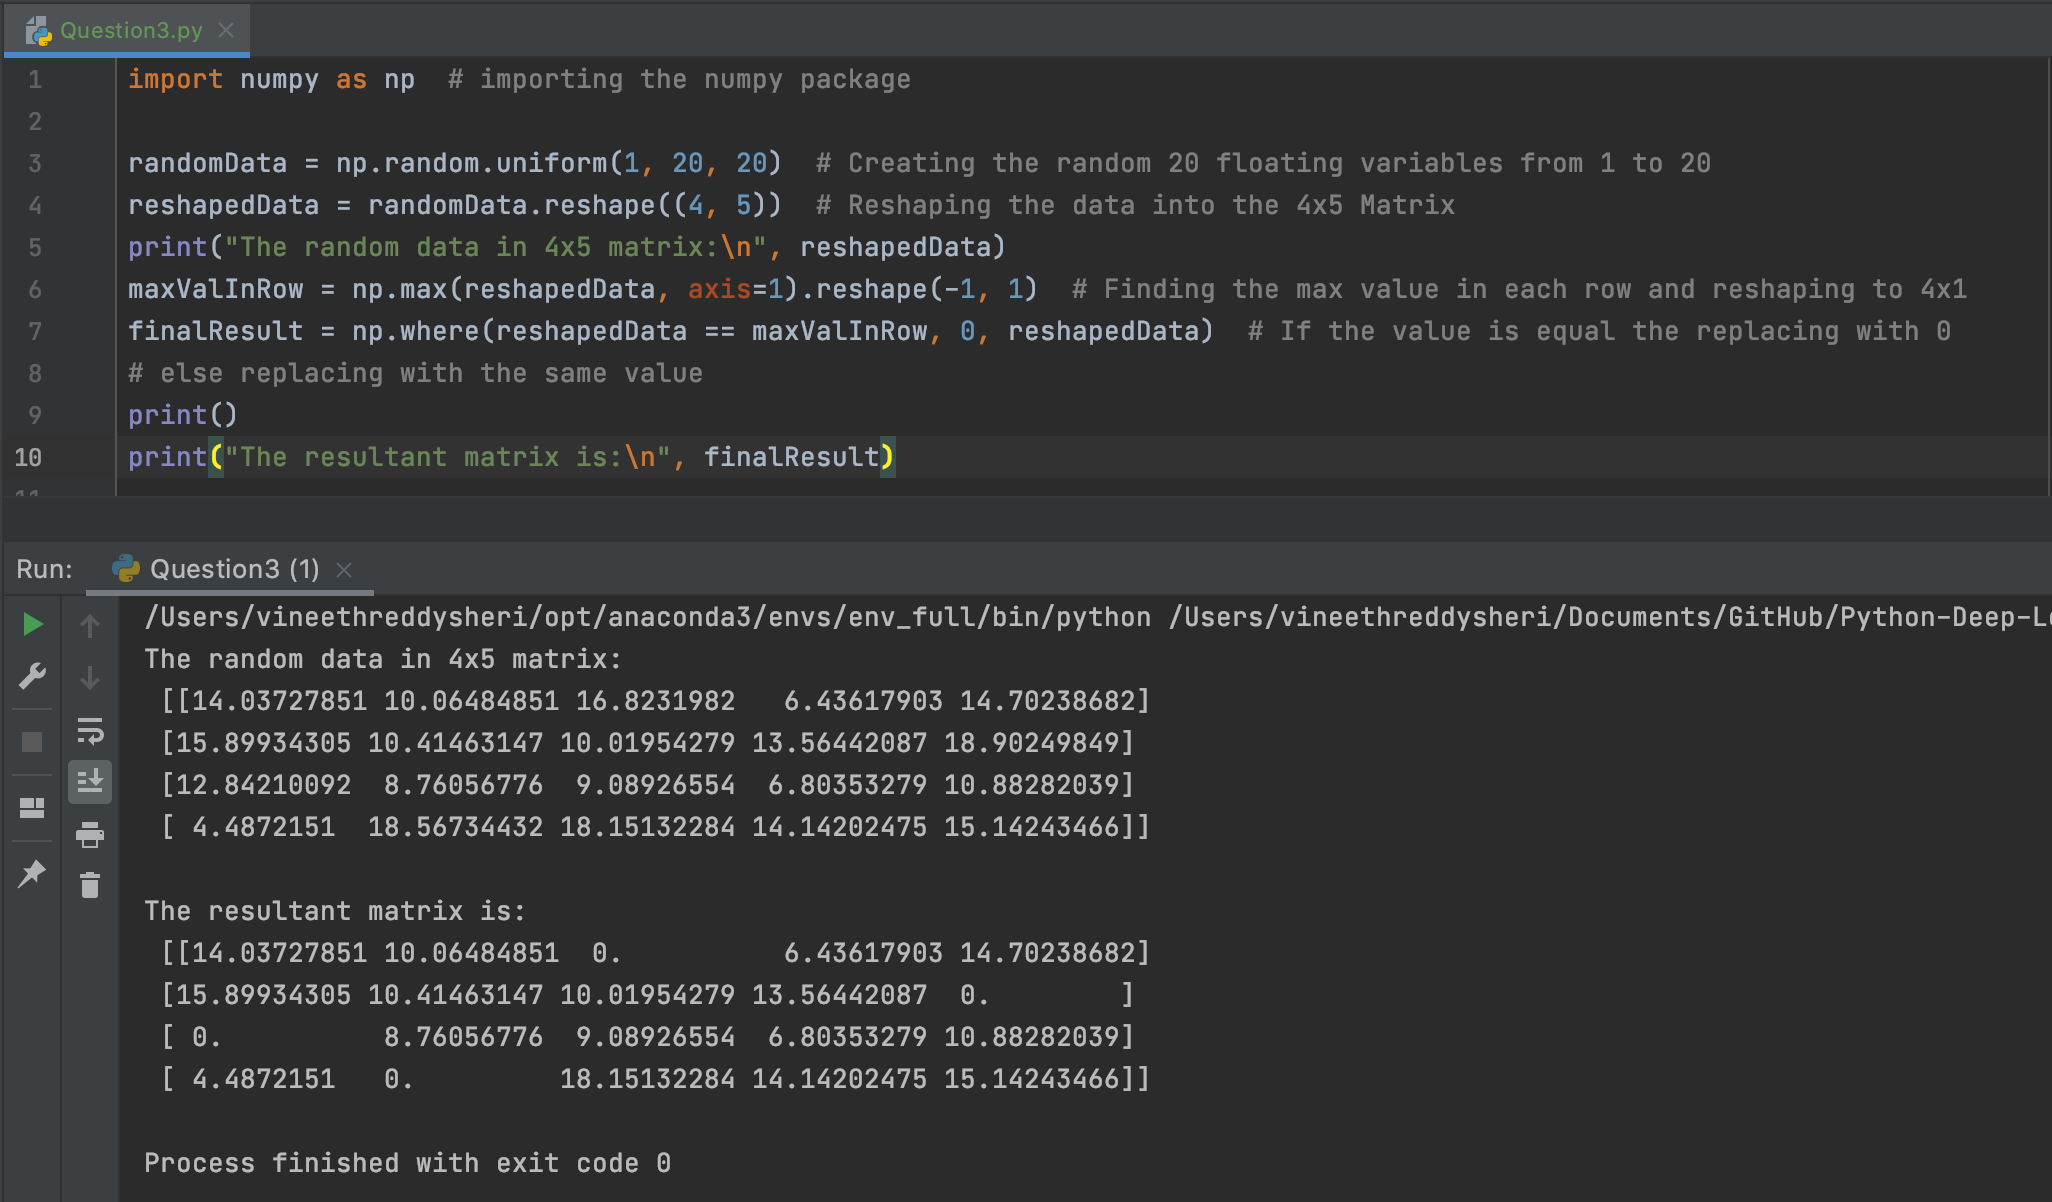 Question3.py
1 import numpy as np  # importing the numpy package
2
3 randomData = np.random.uniform(1, 20, 20)  # Creating the random 20 floating variables from 1 to 20
4 reshapedData = randomData.reshape((4, 5))  # Reshaping the data into the 4x5 Matrix
5 print("The random data in 4x5 matrix:\n", reshapedData)
6 maxValInRow = np.max(reshapedData, axis=1).reshape(-1, 1)  # Finding the max value in each row and reshaping to 4x1
7 finalResult = np.where(reshapedData == maxValInRow, 0, reshapedData)  # If the value is equal the replacing with 0
8 # else replacing with the same value
9 print()
10 print("The resultant matrix is:\n", finalResult)
11
Run: Question3 (1)
/Users/vineethreddysheri/opt/anaconda3/envs/env_full/bin/python /Users/vineethreddysheri/Documents/GitHub/Python-Deep-Le
The random data in 4x5 matrix:
 [[14.03727851 10.06484851 16.8231982   6.43617903 14.70238682]
 [15.89934305 10.41463147 10.01954279 13.56442087 18.90249849]
 [12.84210092  8.76056776  9.08926554  6.80353279 10.88282039]
 [ 4.4872151  18.56734432 18.15132284 14.14202475 15.14243466]]

The resultant matrix is:
 [[14.03727851 10.06484851  0.          6.43617903 14.70238682]
 [15.89934305 10.41463147 10.01954279 13.56442087  0.        ]
 [ 0.          8.76056776  9.08926554  6.80353279 10.88282039]
 [ 4.4872151   0.         18.15132284 14.14202475 15.14243466]]

Process finished with exit code 0